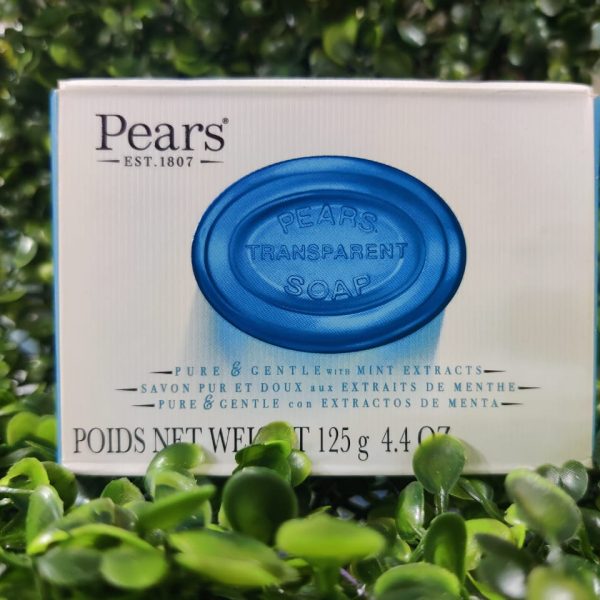 Pears®
EST.1807
PEARS
TRANSPARENT
SOAP
PURE & GENTLE WITH MINT EXTRACTS
SAVON PUR ET DOUX aux EXTRAITS DE MENTHE
PURE & GENTLE con EXTRACTOS DE MENTA
POIDS NET WEIGHT 125 g 4.4 OZ